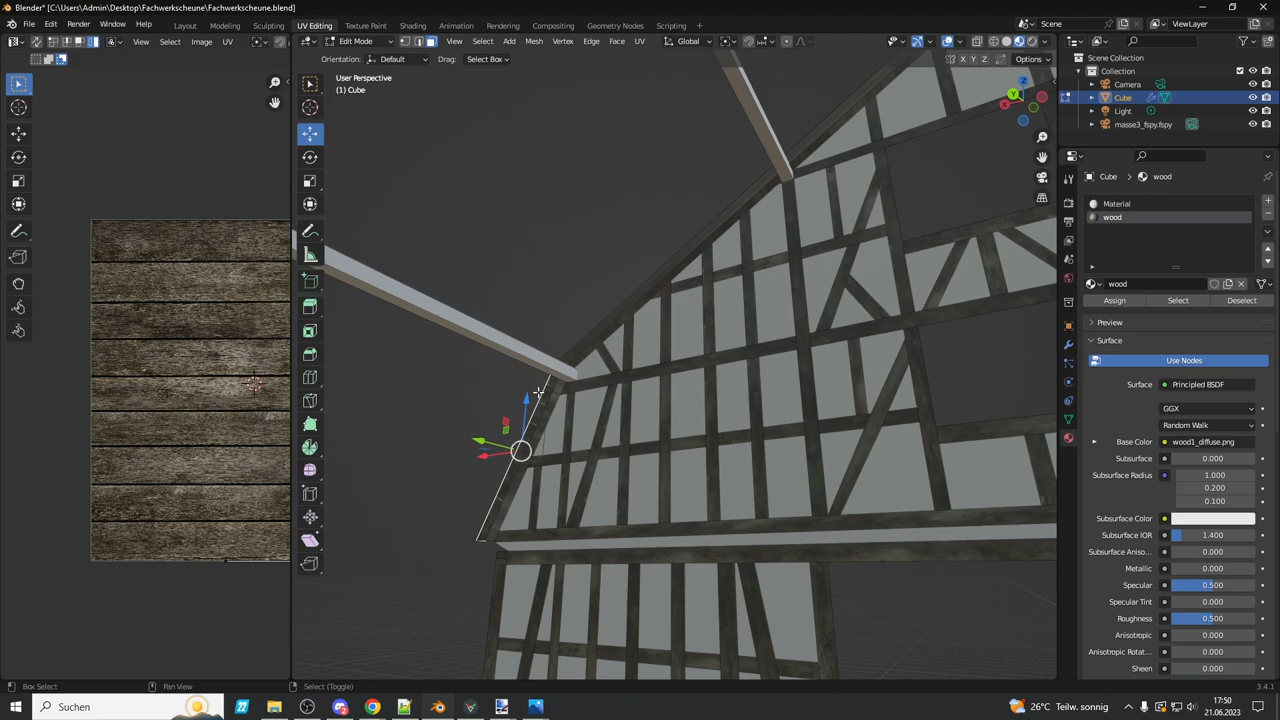 Blender* [C:\Users\Admin\Desktop\Fachwerkscheune\Fachwerkscheune.blend]
File Edit Render Window Help Layout Modeling Sculpting UV Editing Texture Paint Shading Animation Rendering Compositing Geometry Nodes Scene ViewLayer
View Select Image UV Edit Mode View Select Add Mesh Vertex Edge Face UV Global
Orientation: Default Drag: Select Box X Y Z Options
User Perspective
(1) Cube
Z
Y
X
Scene Collection
Collection
Camera
Cube
Light
masse3_fspy.fspy
Cube wood
Material
wood
wood
Assign Select Deselect
Preview
Surface
Use Nodes
Surface Principled BSDF
GGX
Random Walk
Base Color wood1_diffuse.png
Subsurface 0.000
Subsurface Radius 1.000
0.200
0.100
Subsurface Color
Subsurface IOR 1.400
Subsurface Aniso... 0.000
Metallic 0.000
Specular 0.500
Specular Tint 0.000
Roughness 0.500
Anisotropic 0.000
Anisotropic Rotat... 0.000
Sheen 0.000
Box Select Pan View Select (Toggle) 3.4.1
Suchen 26°C Teilw. sonnig 17:50
21.06.2023